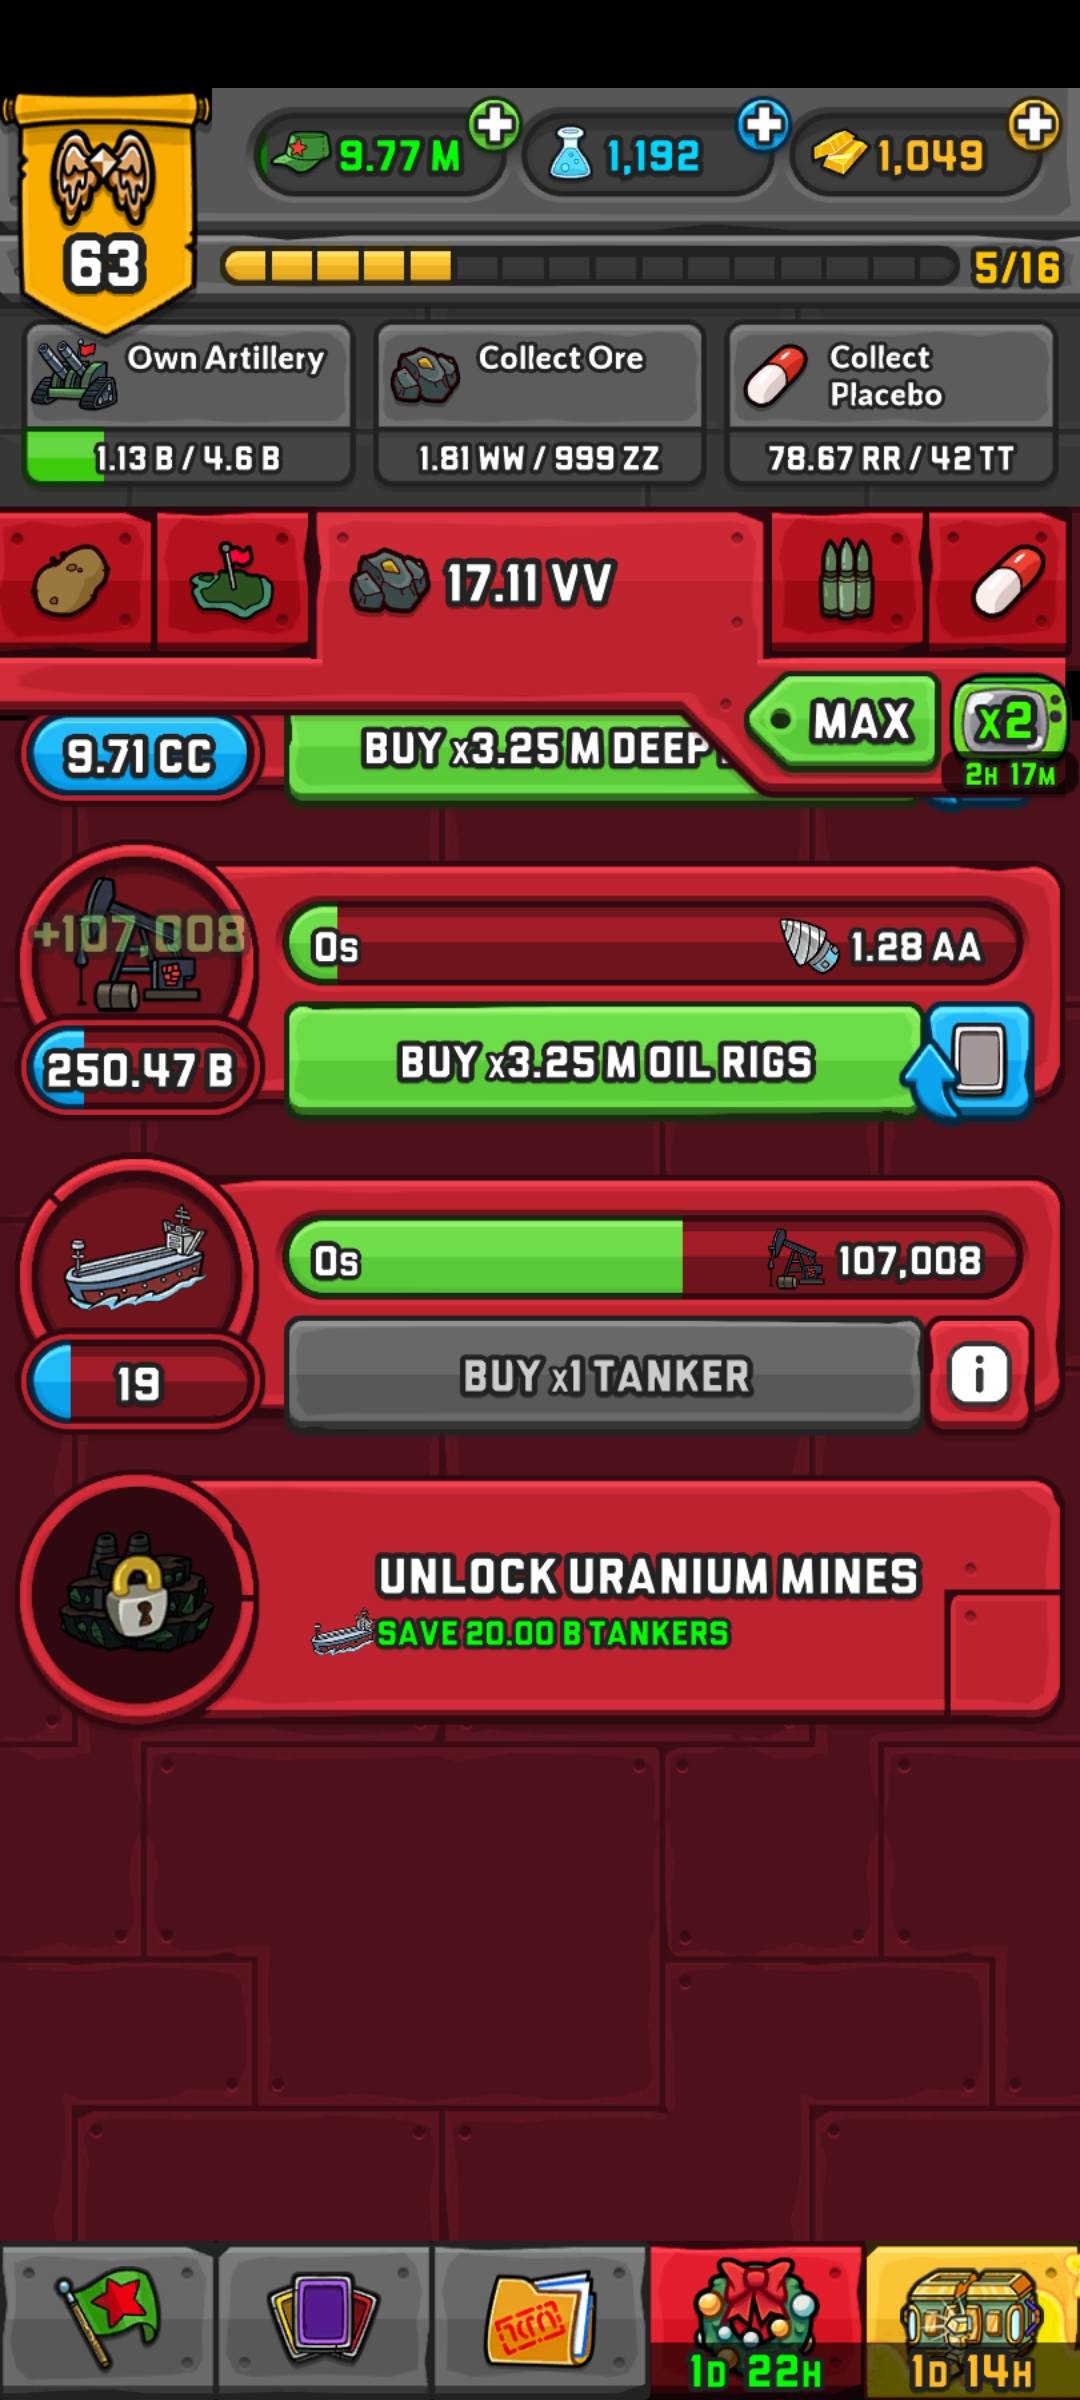 9.77 M
1,192
1,049
63
5/16
Own Artillery
1.13 B / 4.6 B
Collect Ore
1.81 WW / 999 ZZ
Collect
Placebo
78.67 RR / 42 TT
17.11 VV
MAX
x2
2H 17M
9.71 CC
BUY x3.25 M DEEP
+107,008
0s
1.28 AA
250.47 B
BUY x3.25 M OIL RIGS
0s
107,008
19
BUY x1 TANKER
i
UNLOCK URANIUM MINES
SAVE 20.00 B TANKERS
1D 22H
1D 14H